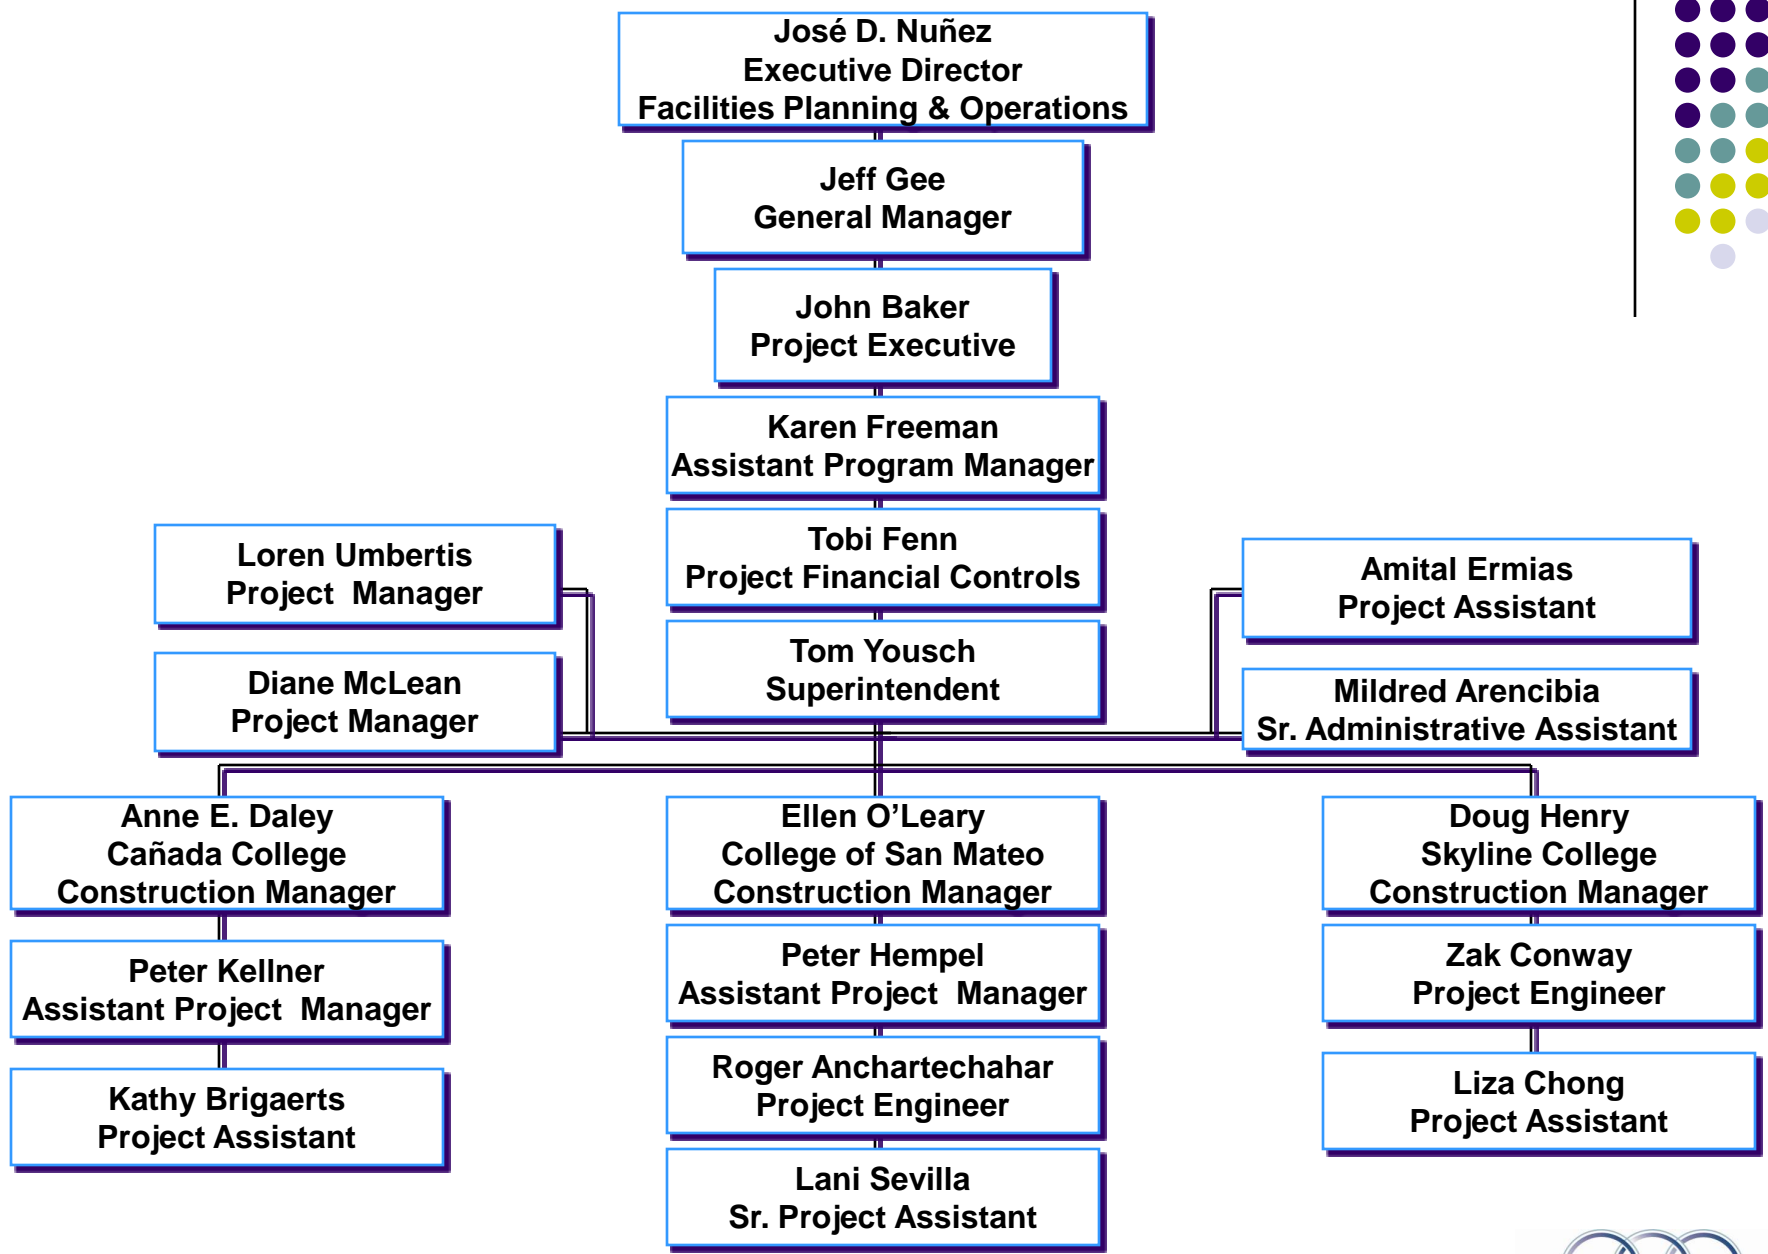 José D. Nuñez
Executive Director
Facilities Planning & Operations
Jeff Gee
General Manager
John Baker
Project Executive
Karen Freeman
Assistant Program Manager
Tobi Fenn
Project Financial Controls
Tom Yousch
Superintendent
Loren Umbertis
Project  Manager
Diane McLean
Project Manager
Amital Ermias
Project Assistant
Mildred Arencibia
Sr. Administrative Assistant
Anne E. Daley
Cañada College
Construction Manager
Peter Kellner
Assistant Project  Manager
Kathy Brigaerts
Project Assistant
Ellen O’Leary
College of San Mateo
Construction Manager
Peter Hempel
Assistant Project  Manager
Roger Anchartechahar
Project Engineer
Lani Sevilla
Sr. Project Assistant
Doug Henry
Skyline College
Construction Manager
Zak Conway
Project Engineer
Liza Chong
Project Assistant